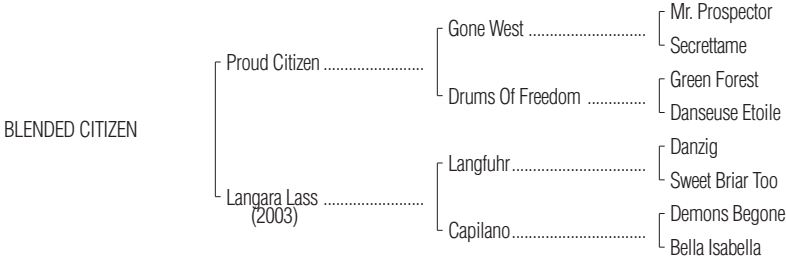 Mr. Prospector
Gone West ..............................
Secrettame
Proud Citizen ..........................
Green Forest
Drums Of Freedom ...............
Danseuse Etoile
BLENDED CITIZEN
Danzig
Langfuhr...................................
Sweet Briar Too
Langara Lass ..........................
(2003)
Demons Begone
Capilano...................................
Bella Isabella